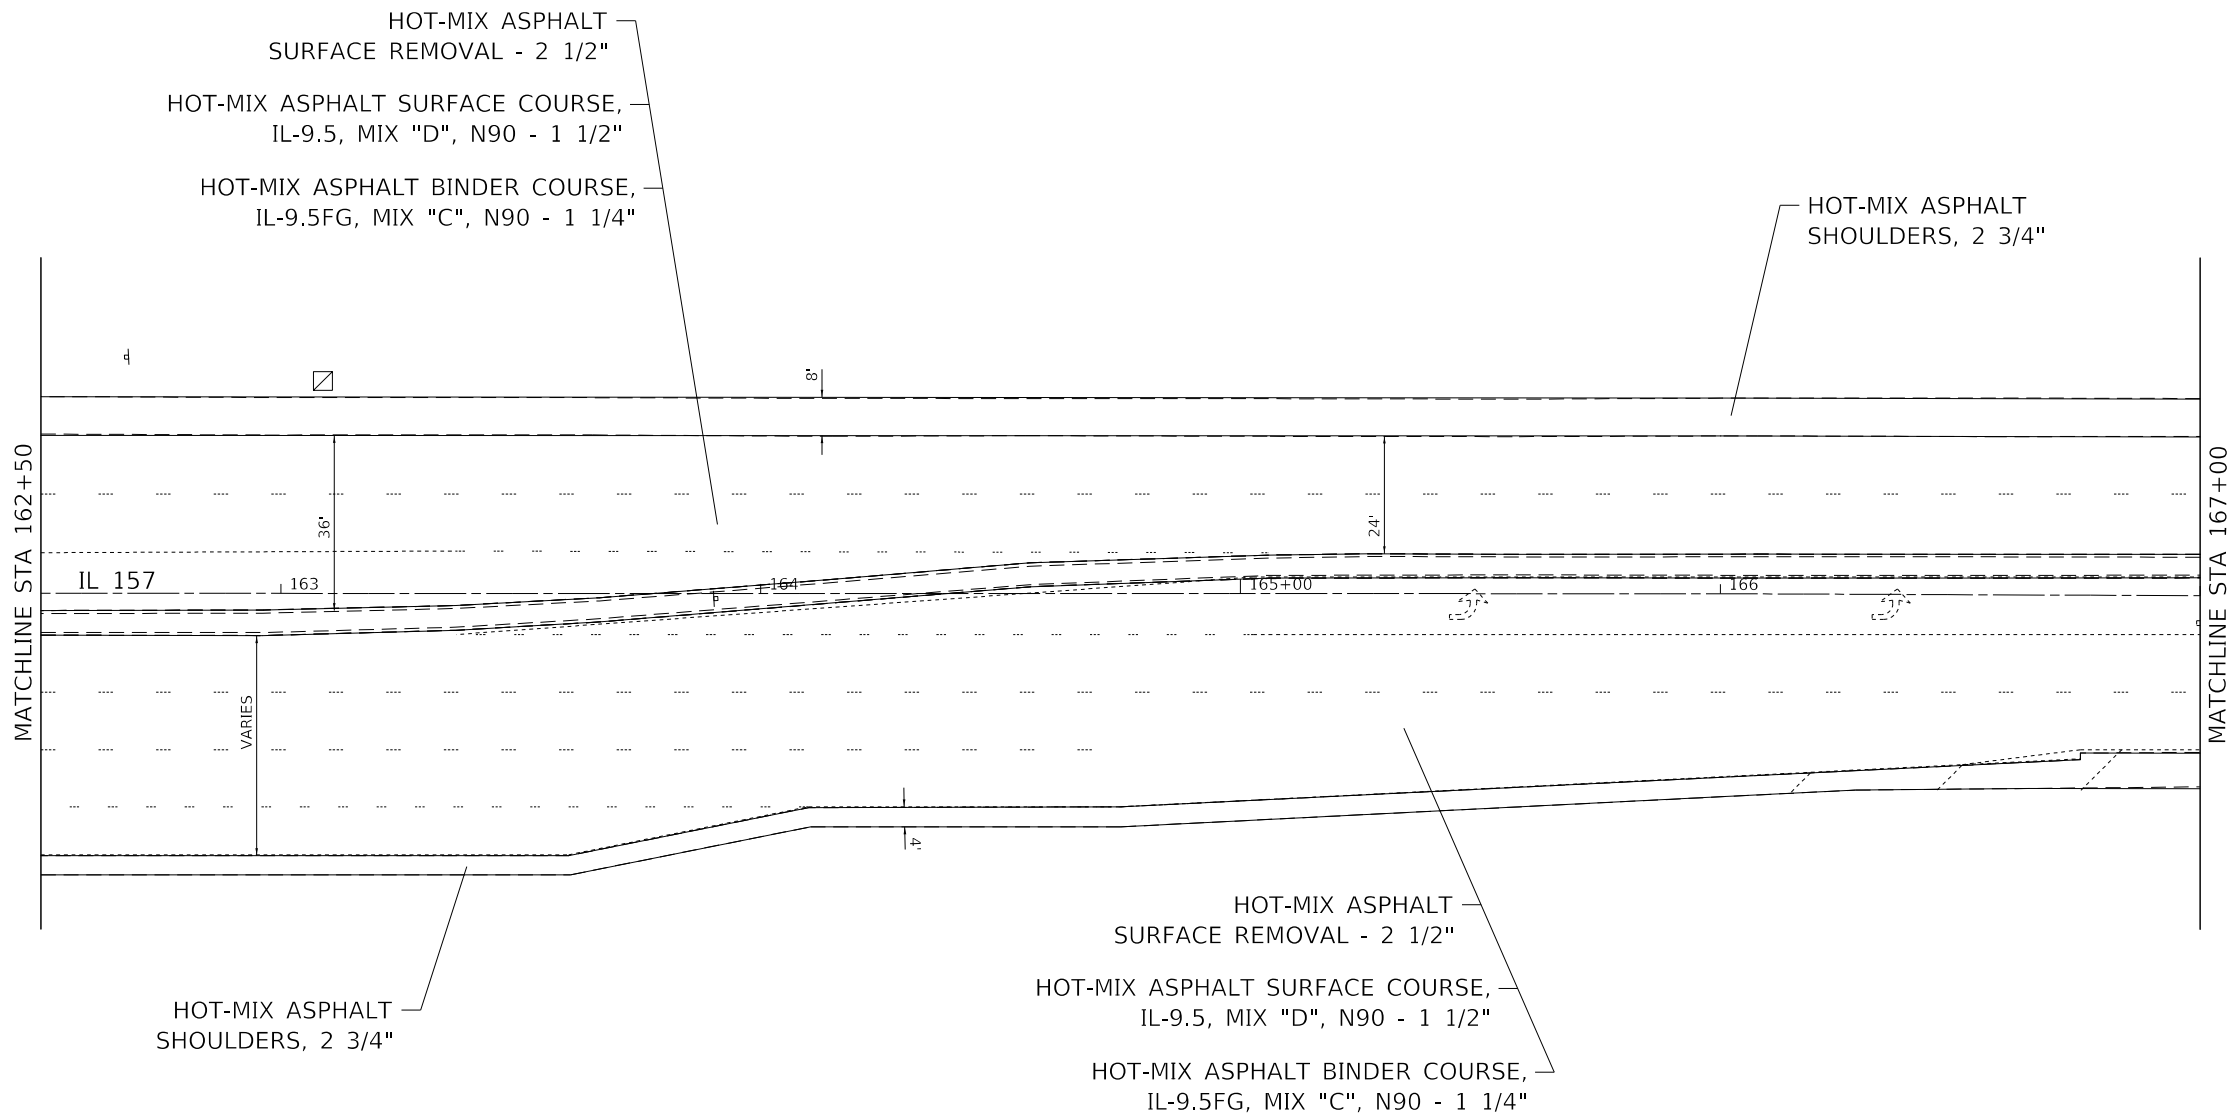 HOT-MIX ASPHALT
SURFACE REMOVAL - 2 1/2"
HOT-MIX ASPHALT SURFACE COURSE,
IL-9.5, MIX "D", N90 - 1 1/2"
HOT-MIX ASPHALT BINDER COURSE,
IL-9.5FG, MIX "C", N90 - 1 1/4"
HOT-MIX ASPHALT
SHOULDERS, 2 3/4"
MATCHLINE STA 162+50
8'
36'
24'
IL 157
163
164
165+00
166
VARIES
4'
MATCHLINE STA 167+00
HOT-MIX ASPHALT
SHOULDERS, 2 3/4"
HOT-MIX ASPHALT
SURFACE REMOVAL - 2 1/2"
HOT-MIX ASPHALT SURFACE COURSE,
IL-9.5, MIX "D", N90 - 1 1/2"
HOT-MIX ASPHALT BINDER COURSE,
IL-9.5FG, MIX "C", N90 - 1 1/4"